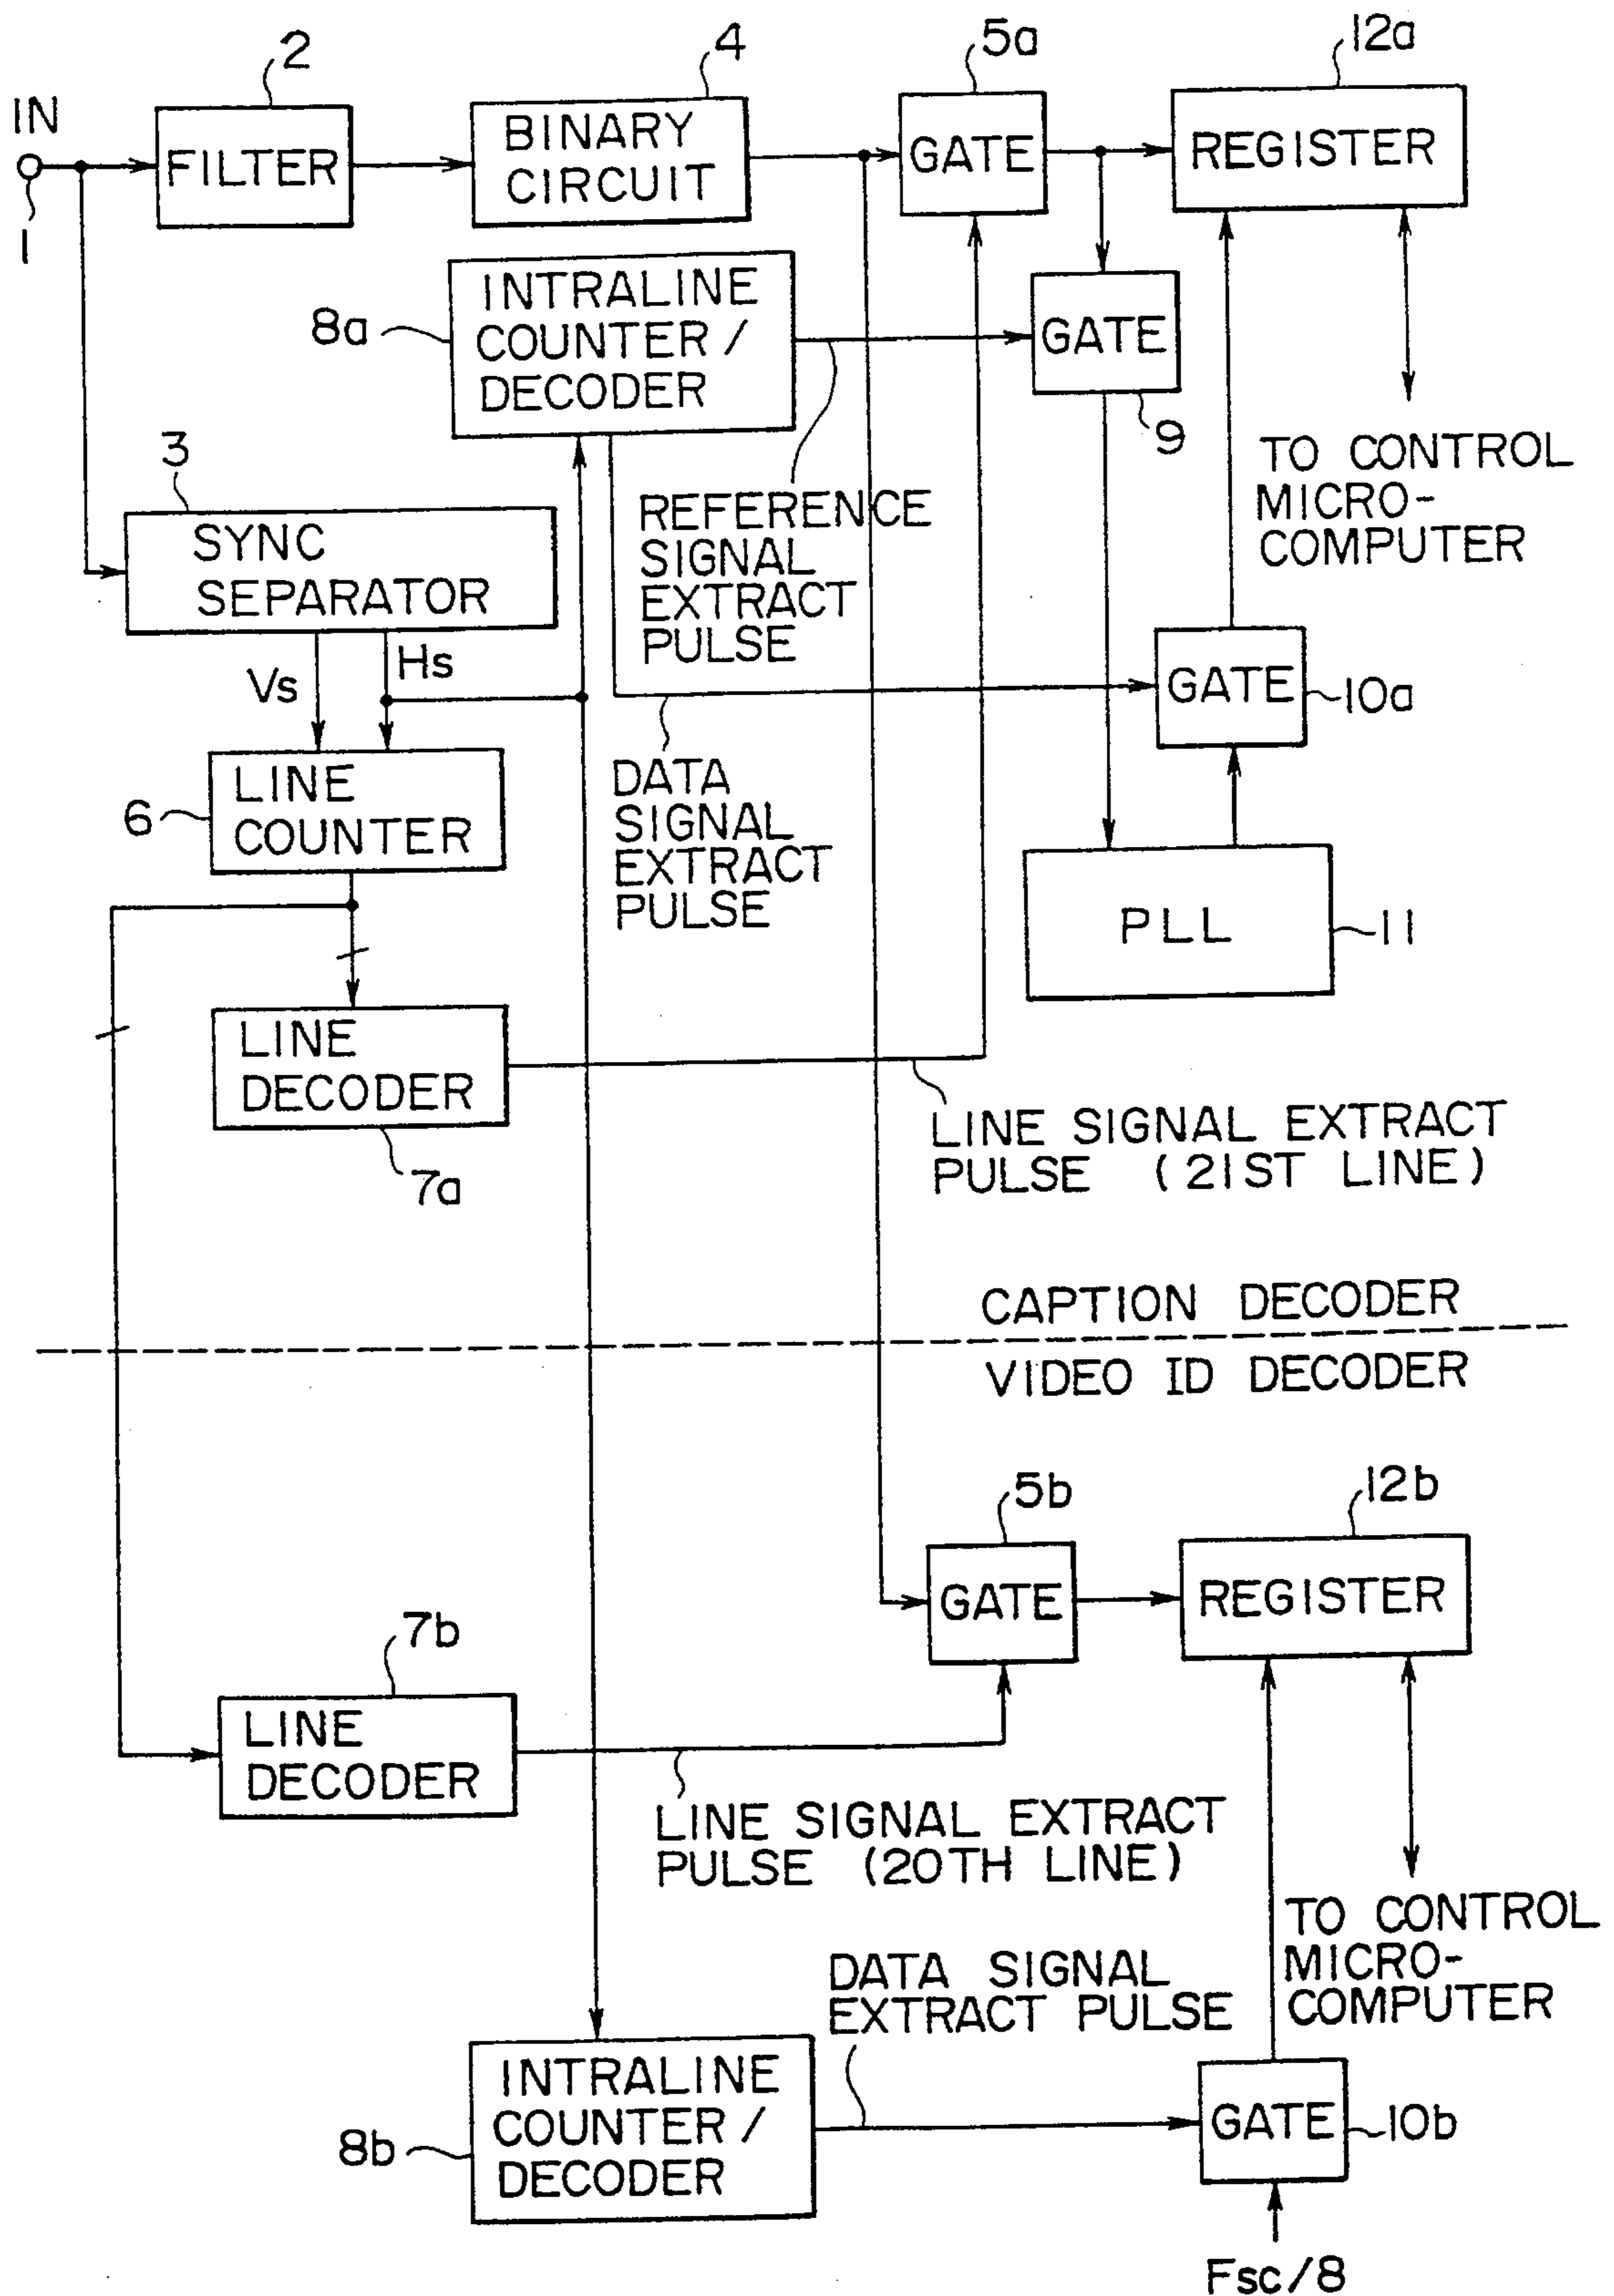 IN
1
2
FILTER
4
BINARY
CIRCUIT
5a
GATE
12a
REGISTER
8a
INTRALINE
COUNTER /
DECODER
GATE
9
TO CONTROL
MICRO-
COMPUTER
3
SYNC
SEPARATOR
REFERENCE
SIGNAL
EXTRACT
PULSE
Vs
Hs
GATE
10a
6
LINE
COUNTER
DATA
SIGNAL
EXTRACT
PULSE
PLL
11
LINE
DECODER
7a
LINE SIGNAL EXTRACT
PULSE (21ST LINE)
CAPTION DECODER
VIDEO ID DECODER
5b
GATE
12b
REGISTER
7b
LINE
DECODER
LINE SIGNAL EXTRACT
PULSE (20TH LINE)
TO CONTROL
MICRO-
COMPUTER
DATA SIGNAL
EXTRACT PULSE
8b
INTRALINE
COUNTER /
DECODER
GATE
10b
Fsc/8